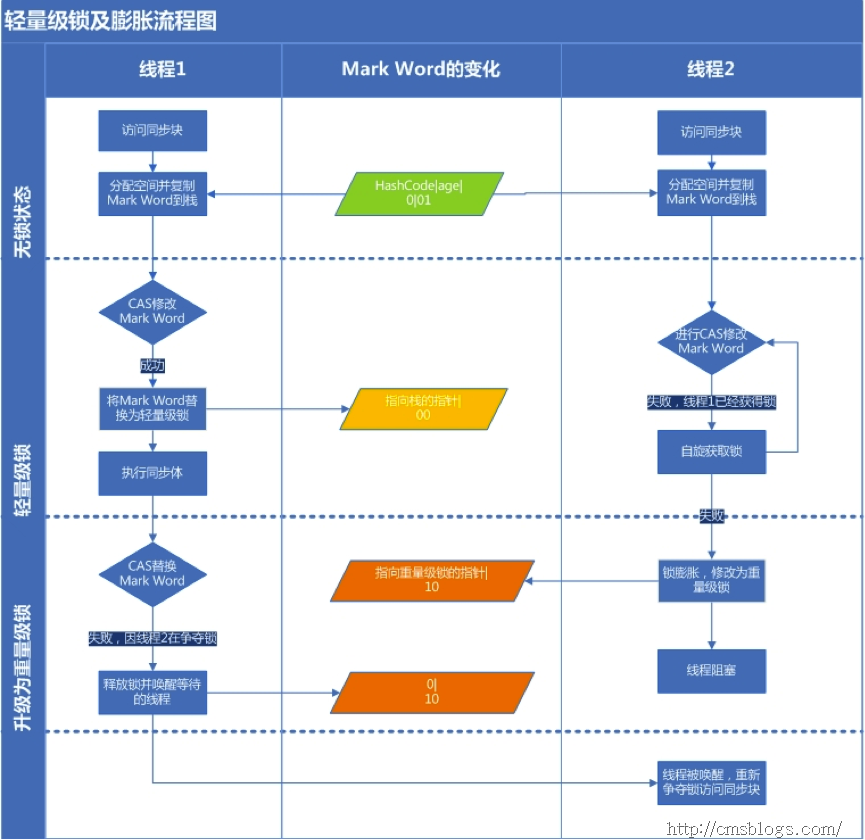 轻量级锁及膨胀流程图
线程1
Mark Word的变化
线程2
无锁状态
访问同步块
访问同步块
分配空间并复制
Mark Word到栈
HashCode|age|
0|01
分配空间并复制
Mark Word到栈
轻量级锁
CAS修改
Mark Word
进行CAS修改
Mark Word
成功
将Mark Word替
换为轻量级锁
指向栈的指针|
00
失败，线程1已经获得锁
执行同步体
自旋获取锁
失败
升级为重量级锁
CAS替换
Mark Word
指向重量级锁的指针|
10
锁膨胀，修改为重
量级锁
失败，因线程2在争夺锁
释放锁并唤醒等待
的线程
0|
10
线程阻塞
线程被唤醒，重新
争夺锁访问同步块
http://cmsblogs.com/